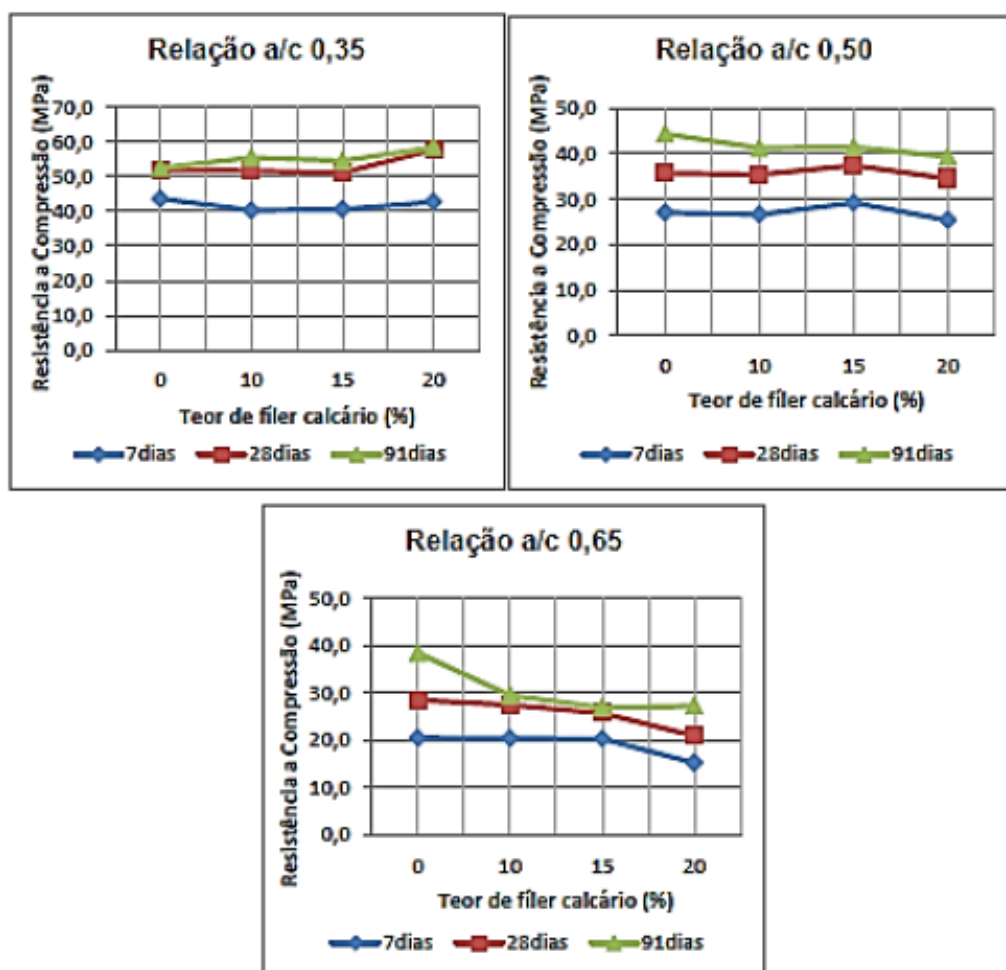 Relação a/c 0,35
Resistência a Compressão (MPa)
70,0
60,0
50,0
40,0
30,0
20,0
10,0
0,0
0 10 15 20
Teor de fíler calcário (%)
7dias 28dias 91dias
Relação a/c 0,50
Resistência a Compressão (MPa)
50,0
40,0
30,0
20,0
10,0
0,0
0 10 15 20
Teor de fíler calcário (%)
7dias 28dias 91dias
Relação a/c 0,65
Resistência a Compressão (MPa)
50,0
40,0
30,0
20,0
10,0
0,0
0 10 15 20
Teor de fíler calcário (%)
7dias 28dias 91dias